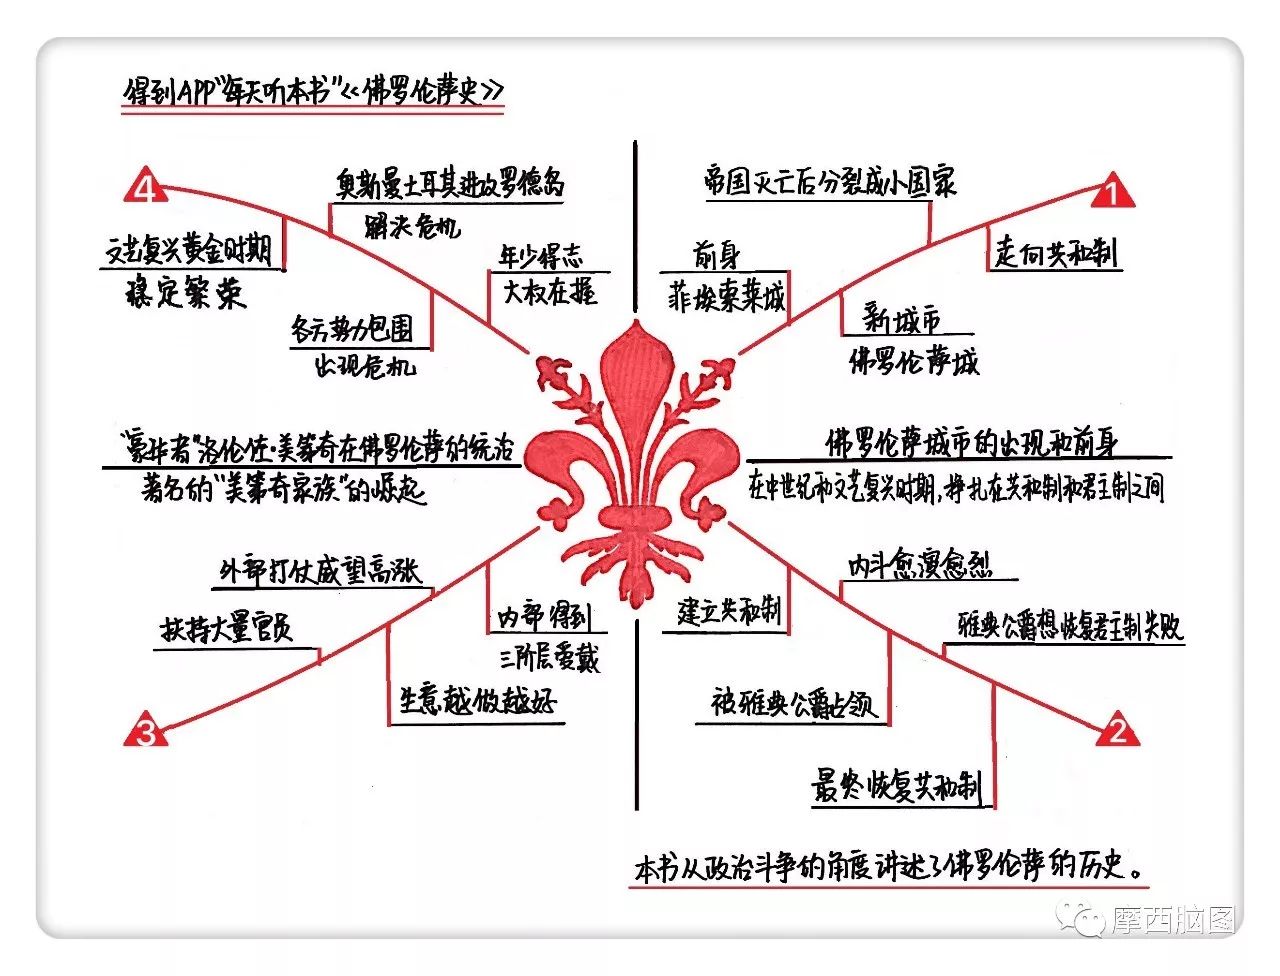 得到APP"每天听本书"《佛罗伦萨史》
1
帝国灭亡后分裂成小国家
走向共和制
前身
菲埃索莱城
新城市
佛罗伦萨城
佛罗伦萨城市的出现和前身
在中世纪和文艺复兴时期,挣扎在共和制和君主制之间
2
建立共和制
内斗愈演愈烈
被雅典公爵占领
雅典公爵想恢复君主制失败
最终恢复共和制
3
外部打仗威望高涨
扶持大量官员
内部得到
三阶层爱戴
生意越做越好
"豪华者"洛伦佐·美第奇在佛罗伦萨的统治
著名的"美第奇家族"的崛起
4
奥斯曼土耳其进攻罗德岛
解决危机
文艺复兴黄金时期
稳定繁荣
年少得志
大权在握
各方势力包围
出现危机
本书从政治斗争的角度讲述了佛罗伦萨的历史。
摩西脑图